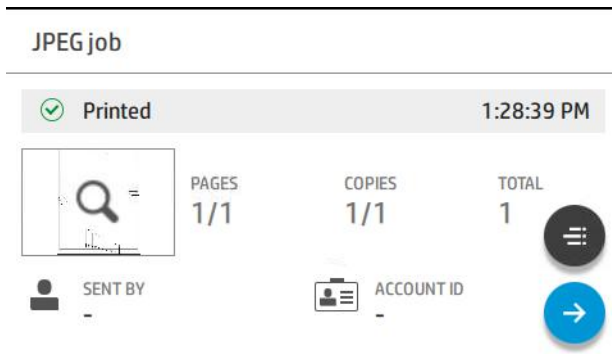 JPEG job
Printed 1:28:39 PM
PAGES COPIES TOTAL
1/1 1/1 1
SENT BY ACCOUNT ID
- -